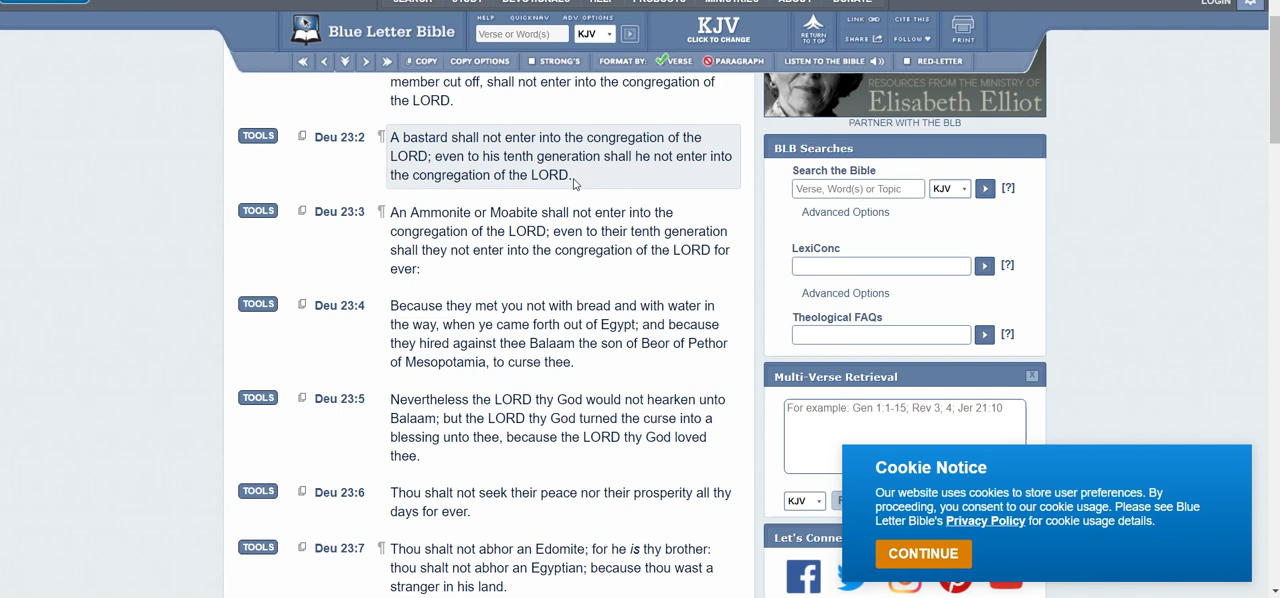 SEARCH STUDY DEVOTIONALS HELP PRODUCTS MINISTRIES ABOUT DONATE
LOGIN
Blue Letter Bible
HELP QUICKNAV ADV. OPTIONS
Verse or Word(s) KJV
KJV
CLICK TO CHANGE
RETURN
TO TOP
LINK CITE THIS
SHARE FOLLOW
PRINT
COPY COPY OPTIONS STRONG'S FORMAT BY: VERSE PARAGRAPH LISTEN TO THE BIBLE RED-LETTER
member cut off, shall not enter into the congregation of
the LORD.
TOOLS Deu 23:2 ¶ A bastard shall not enter into the congregation of the
LORD; even to his tenth generation shall he not enter into
the congregation of the LORD.
TOOLS Deu 23:3 ¶ An Ammonite or Moabite shall not enter into the
congregation of the LORD; even to their tenth generation
shall they not enter into the congregation of the LORD for
ever:
TOOLS Deu 23:4 Because they met you not with bread and with water in
the way, when ye came forth out of Egypt; and because
they hired against thee Balaam the son of Beor of Pethor
of Mesopotamia, to curse thee.
TOOLS Deu 23:5 Nevertheless the LORD thy God would not hearken unto
Balaam; but the LORD thy God turned the curse into a
blessing unto thee, because the LORD thy God loved
thee.
TOOLS Deu 23:6 Thou shalt not seek their peace nor their prosperity all thy
days for ever.
TOOLS Deu 23:7 ¶ Thou shalt not abhor an Edomite; for he is thy brother:
thou shalt not abhor an Egyptian; because thou wast a
stranger in his land.
RESOURCES FROM THE MINISTRY OF
Elisabeth Elliot
PARTNER WITH THE BLB
BLB Searches
Search the Bible
Verse, Word(s) or Topic KJV [?]
Advanced Options
LexiConc
[?]
Advanced Options
Theological FAQs
[?]
Multi-Verse Retrieval X
For example: Gen 1:1-15; Rev 3, 4; Jer 21:10
KJV
Let's Conne
Cookie Notice
Our website uses cookies to store user preferences. By
proceeding, you consent to our cookie usage. Please see Blue
Letter Bible's Privacy Policy for cookie usage details.
CONTINUE